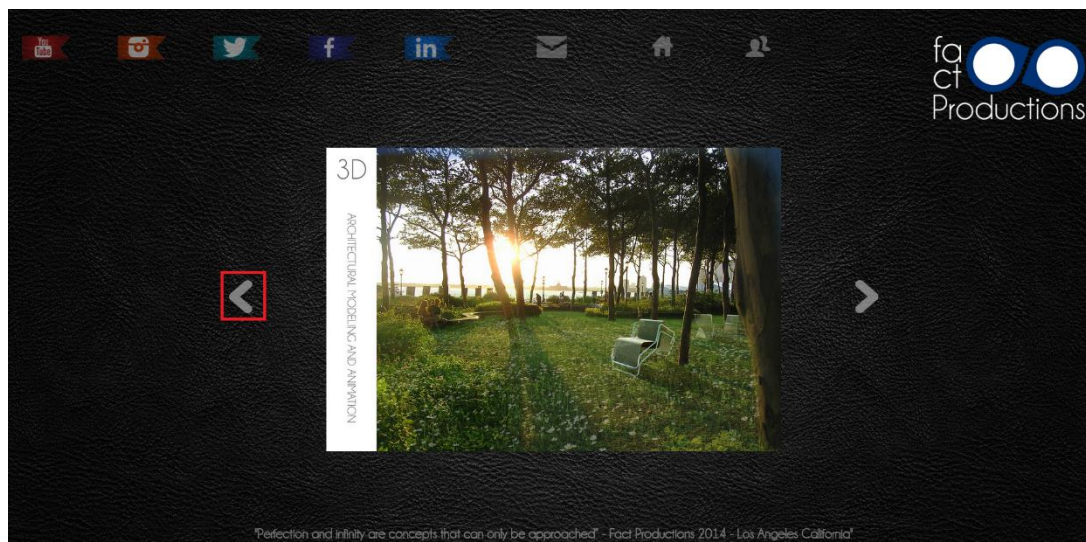 You
Tube
f
in
fa
ct
Productions
3D
ARCHITECTURAL MODELING AND ANIMATION
"Perfection and infinity are concepts that can only be approached" - Fact Productions 2014 - Los Angeles California"